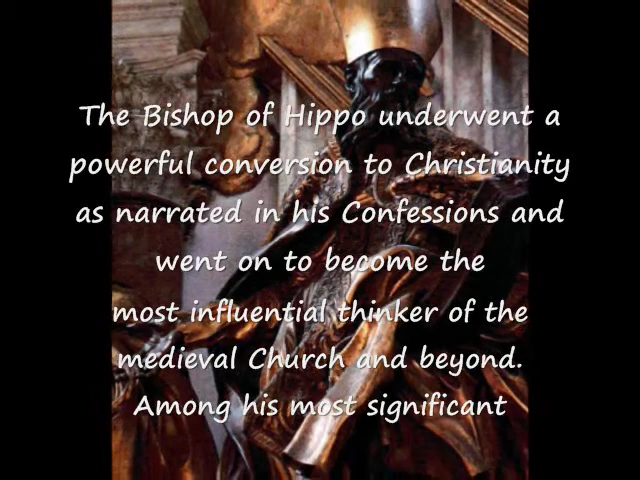 The Bishop of Hippo underwent a
powerful conversion to Christianity
as narrated in his Confessions and
went on to become the
most influential thinker of the
medieval Church and beyond.
Among his most significant